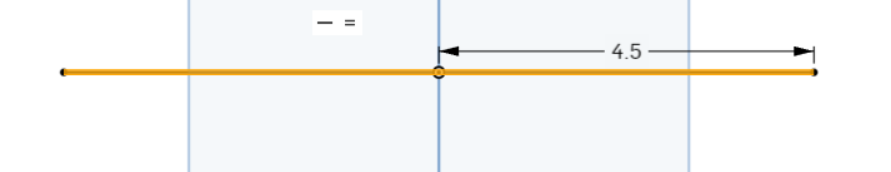 — =
4.5